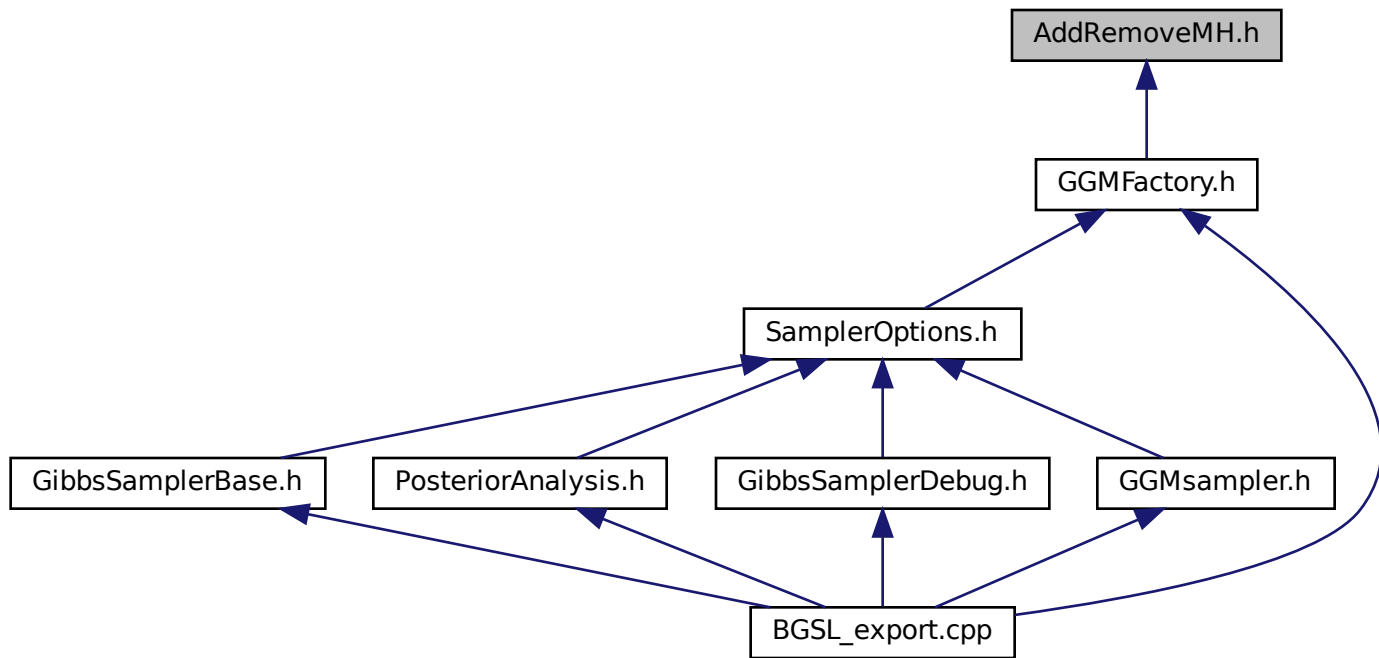 AddRemoveMH.h
GGMFactory.h
SamplerOptions.h
GibbsSamplerBase.h
PosteriorAnalysis.h
GibbsSamplerDebug.h
GGMsampler.h
BGSL_export.cpp